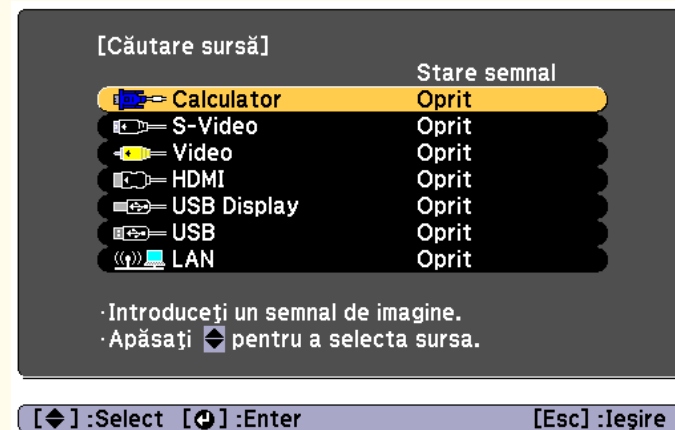 [Căutare sursă]
Stare semnal
Calculator Oprit
S-Video Oprit
Video Oprit
HDMI Oprit
USB Display Oprit
USB Oprit
LAN Oprit
·Introduceţi un semnal de imagine.
·Apăsaţi pentru a selecta sursa.
[ ] :Select [ ] :Enter [Esc] :Ieşire